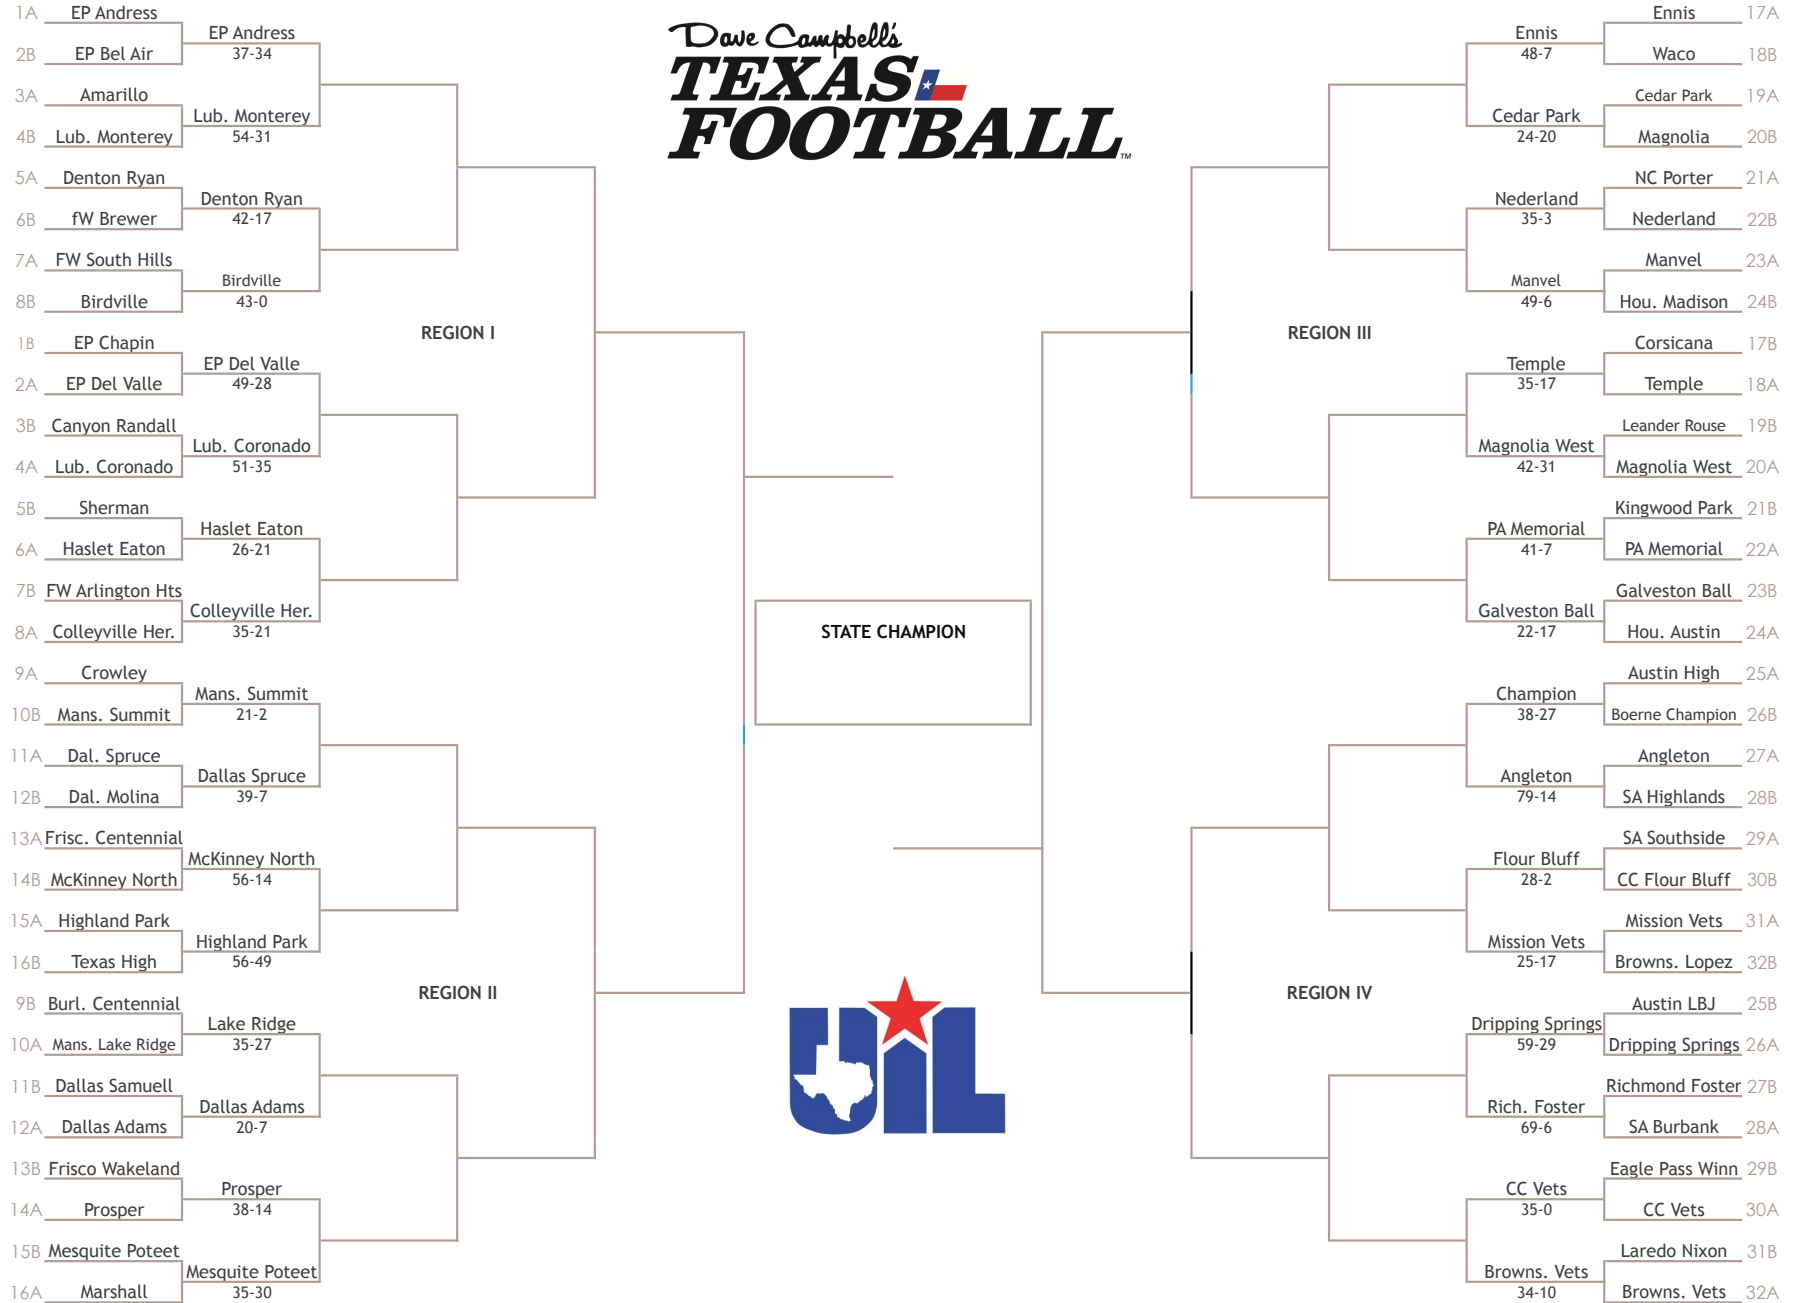 Dave Campbell's
TEXAS
FOOTBALL™
1A EP Andress
2B EP Bel Air
EP Andress
37-34
3A Amarillo
4B Lub. Monterey
Lub. Monterey
54-31
5A Denton Ryan
6B fW Brewer
Denton Ryan
42-17
7A FW South Hills
8B Birdville
Birdville
43-0
REGION I
1B EP Chapin
2A EP Del Valle
EP Del Valle
49-28
3B Canyon Randall
4A Lub. Coronado
Lub. Coronado
51-35
5B Sherman
6A Haslet Eaton
Haslet Eaton
26-21
7B FW Arlington Hts
8A Colleyville Her.
Colleyville Her.
35-21
9A Crowley
10B Mans. Summit
Mans. Summit
21-2
11A Dal. Spruce
12B Dal. Molina
Dallas Spruce
39-7
13A Frisc. Centennial
14B McKinney North
McKinney North
56-14
15A Highland Park
16B Texas High
Highland Park
56-49
REGION II
9B Burl. Centennial
10A Mans. Lake Ridge
Lake Ridge
35-27
11B Dallas Samuell
12A Dallas Adams
Dallas Adams
20-7
13B Frisco Wakeland
14A Prosper
Prosper
38-14
15B Mesquite Poteet
16A Marshall
Mesquite Poteet
35-30
STATE CHAMPION
UIL
Ennis 17A
Waco 18B
Ennis
48-7
Cedar Park 19A
Magnolia 20B
Cedar Park
24-20
NC Porter 21A
Nederland 22B
Nederland
35-3
Manvel 23A
Hou. Madison 24B
Manvel
49-6
REGION III
Corsicana 17B
Temple 18A
Temple
35-17
Leander Rouse 19B
Magnolia West 20A
Magnolia West
42-31
Kingwood Park 21B
PA Memorial 22A
PA Memorial
41-7
Galveston Ball 23B
Hou. Austin 24A
Galveston Ball
22-17
Austin High 25A
Boerne Champion 26B
Champion
38-27
Angleton 27A
SA Highlands 28B
Angleton
79-14
SA Southside 29A
CC Flour Bluff 30B
Flour Bluff
28-2
Mission Vets 31A
Browns. Lopez 32B
Mission Vets
25-17
REGION IV
Austin LBJ 25B
Dripping Springs 26A
Dripping Springs
59-29
Richmond Foster 27B
SA Burbank 28A
Rich. Foster
69-6
Eagle Pass Winn 29B
CC Vets 30A
CC Vets
35-0
Laredo Nixon 31B
Browns. Vets 32A
Browns. Vets
34-10